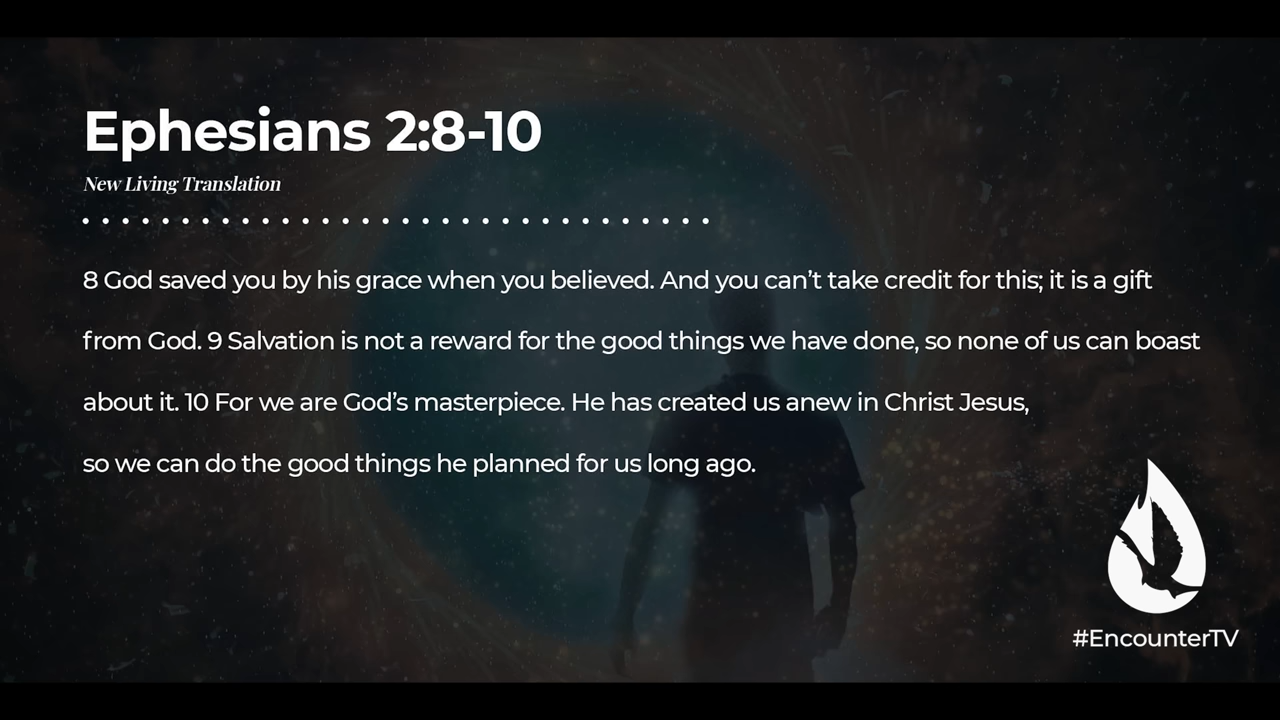 Ephesians 2:8-10
New Living Translation
8 God saved you by his grace when you believed. And you can’t take credit for this; it is a gift
from God. 9 Salvation is not a reward for the good things we have done, so none of us can boast
about it. 10 For we are God’s masterpiece. He has created us anew in Christ Jesus,
so we can do the good things he planned for us long ago.
#EncounterTV